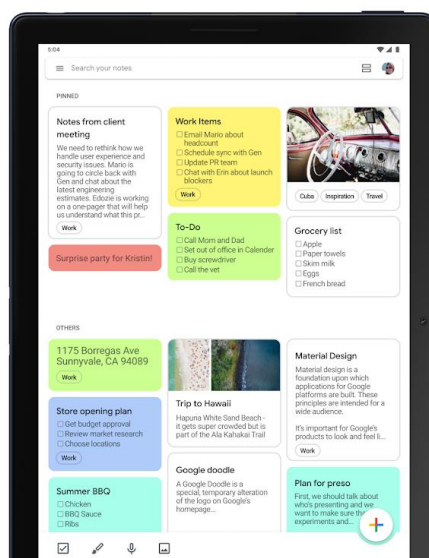 5:04
Search your notes
PINNED
Notes from client
meeting
We need to rethink how we
handle user experience and
security issues. Mario is
going to circle back with
Gen and chat about the
latest engineering
estimates. Edozie is working
on a one-pager that will help
us understand what this pr...
Work
Surprise party for Kristin!
Work Items
Email Mario about
headcount
Schedule sync with Gen
Update PR team
Chat with Erin about launch
blockers
Work
To-Do
Call Mom and Dad
Set out of office in Calender
Buy screwdriver
Call the vet
Cuba
Inspiration
Travel
Grocery list
Apple
Paper towels
Skim milk
Eggs
French bread
OTHERS
1175 Borregas Ave
Sunnyvale, CA 94089
Work
Store opening plan
Get budget approval
Review market research
Choose locations
Work
Summer BBQ
Chicken
BBQ Sauce
Ribs
Trip to Hawaii
Hapuna White Sand Beach -
it gets super crowded but is
part of the Ala Kahakai Trail
Google doodle
A Google Doodle is a
special, temporary alteration
of the logo on Google's
homepage...
Material Design
Material design is a
foundation upon which
applications for Google
platforms are built. These
principles are intended for a
wide audience.
It's important for Google's
products to look and feel li...
Work
Plan for preso
First, we should talk about
who's presenting and we
want to make sure th
experiments and...